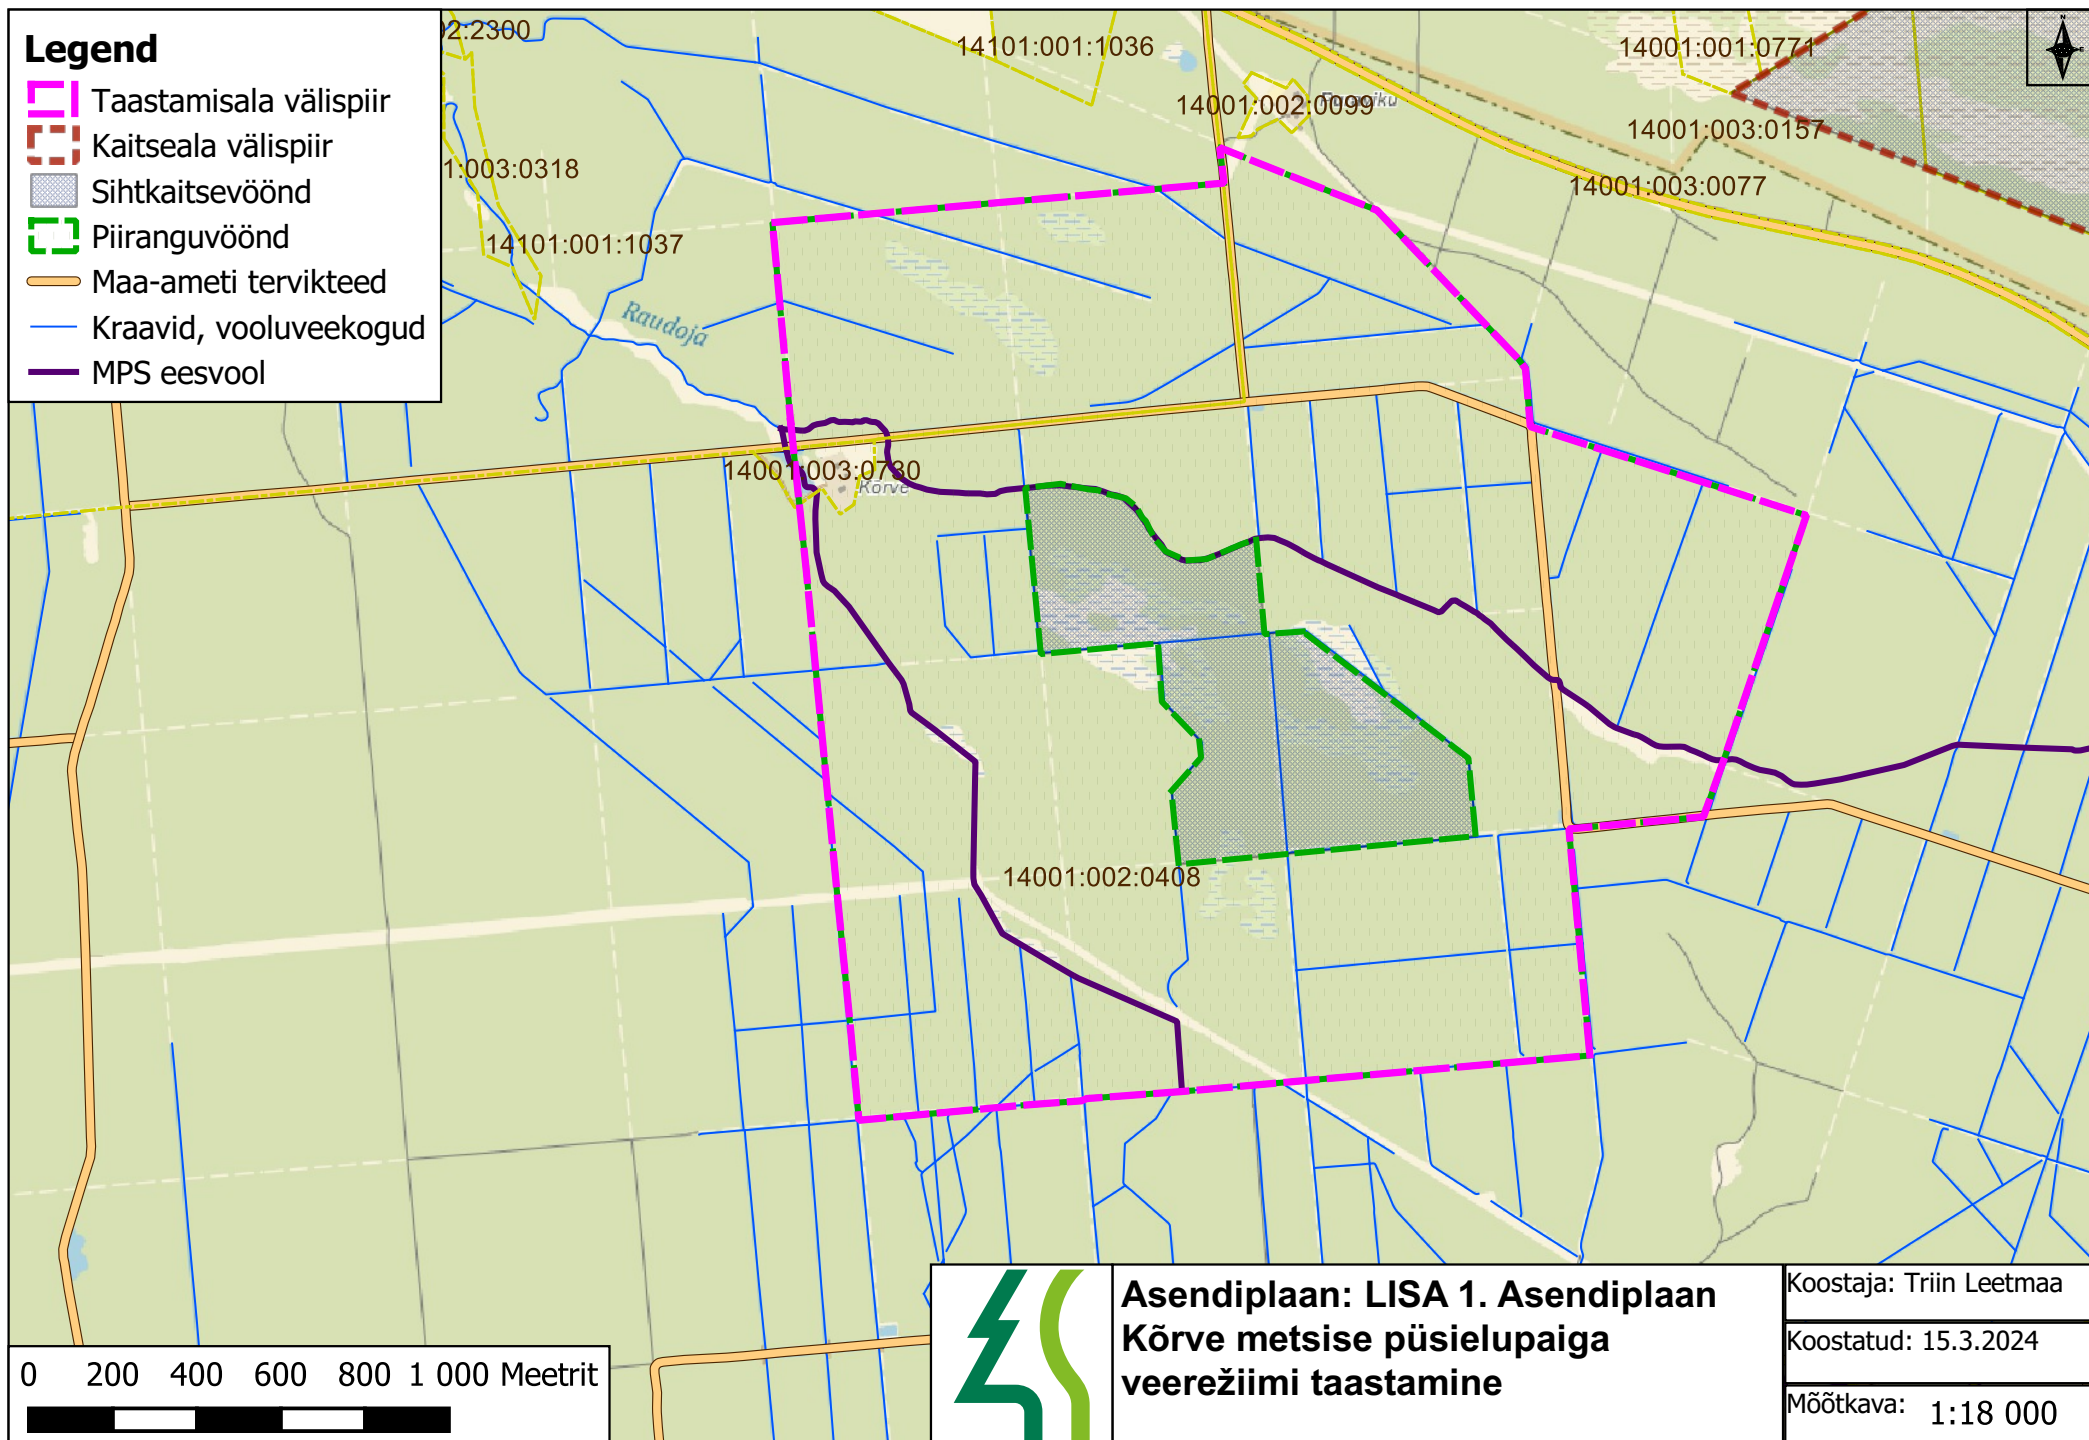 Legend
Taastamisala välispiir
Kaitseala välispiir
Sihtkaitsevöönd
Piiranguvöönd
Maa-ameti tervikteed
Kraavid, vooluveekogud
MPS eesvool
02:2300
14101:001:1036
14001:001:0771
14001:002:0099
14001:003:0157
1:003:0318
14001:003:0077
14101:001:1037
Raudoja
14001:003:0730
Kõrve
14001:002:0408
0 200 400 600 800 1 000 Meetrit
Asendiplaan: LISA 1. Asendiplaan
Kõrve metsise püsielupaiga
veerežiimi taastamine
Koostaja: Triin Leetmaa
Koostatud: 15.3.2024
Mõõtkava: 1:18 000